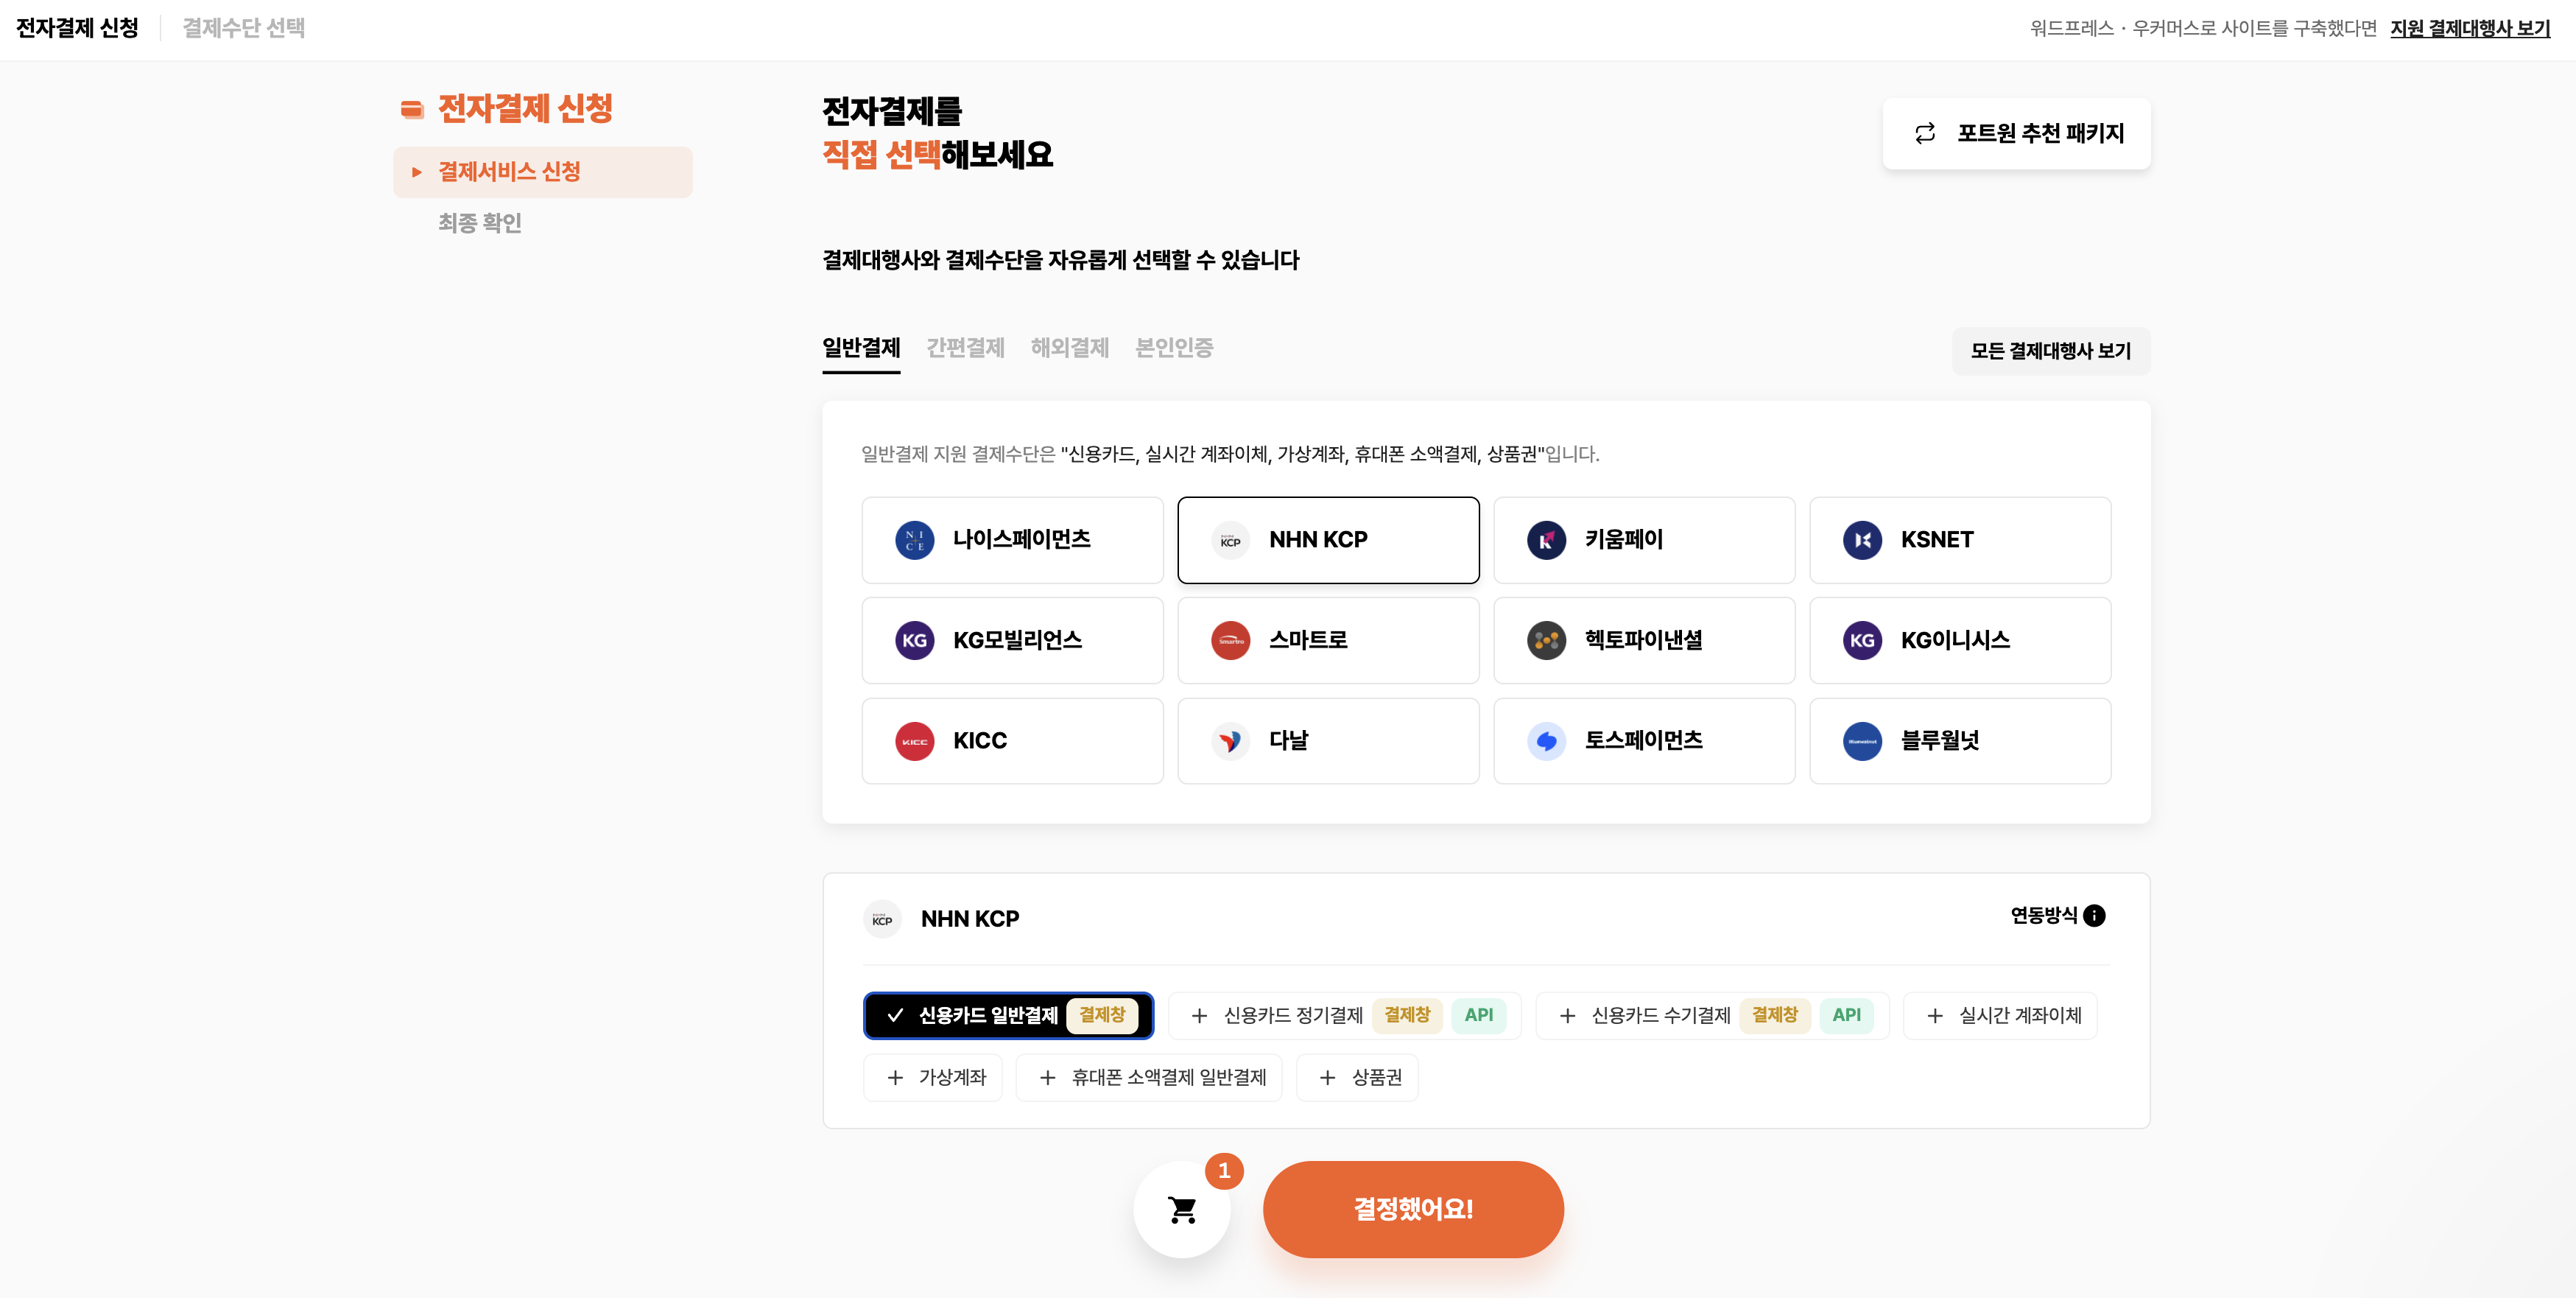 전자결제 신청
결제수단 선택
워드프레스 · 우커머스로 사이트를 구축했다면 지원 결제대행사 보기
전자결제 신청
결제서비스 신청
최종 확인
전자결제를
직접 선택해보세요
포트원 추천 패키지
결제대행사와 결제수단을 자유롭게 선택할 수 있습니다
일반결제 간편결제 해외결제 본인인증
모든 결제대행사 보기
일반결제 지원 결제수단은 "신용카드, 실시간 계좌이체, 가상계좌, 휴대폰 소액결제, 상품권"입니다.
NICE 나이스페이먼츠
KCP NHN KCP
키움페이
KSNET
KG KG모빌리언스
Smartro 스마트로
헥토파이낸셜
KG KG이니시스
KICC KICC
다날
토스페이먼츠
블루월넛
KCP NHN KCP
연동방식
신용카드 일반결제 결제창
신용카드 정기결제 결제창 API
신용카드 수기결제 결제창 API
실시간 계좌이체
가상계좌
휴대폰 소액결제 일반결제
상품권
1
결정했어요!